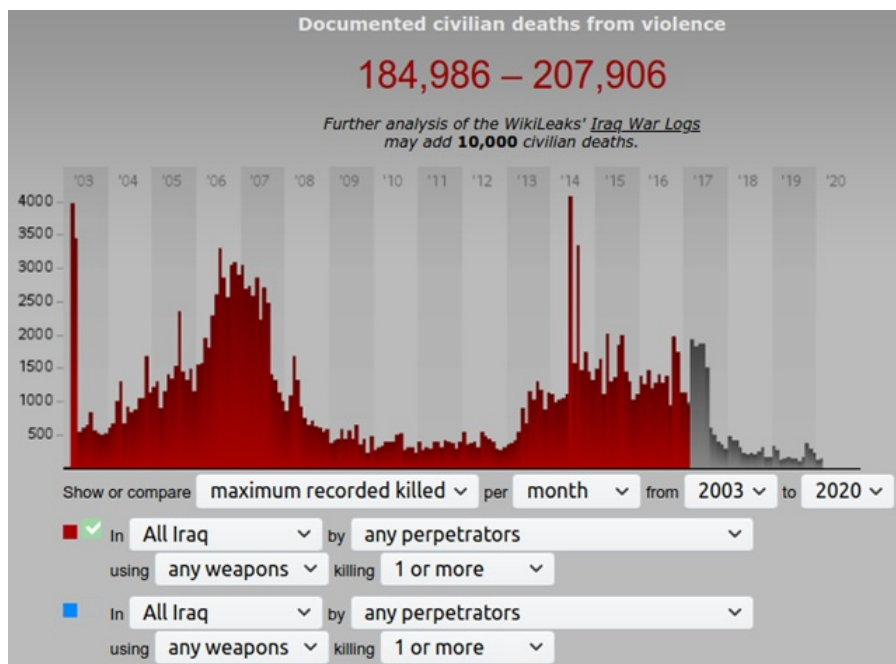 Documented civilian deaths from violence
184,986 – 207,906
Further analysis of the WikiLeaks' Iraq War Logs
may add 10,000 civilian deaths.
'03 '04 '05 '06 '07 '08 '09 '10 '11 '12 '13 '14 '15 '16 '17 '18 '19 '20
4000
3500
3000
2500
2000
1500
1000
500
Show or compare maximum recorded killed per month from 2003 to 2020
In All Iraq by any perpetrators
using any weapons killing 1 or more
In All Iraq by any perpetrators
using any weapons killing 1 or more